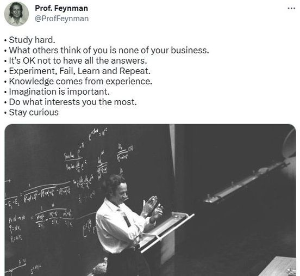 Prof. Feynman
@ProfFeynman
• Study hard.
• What others think of you is none of your business.
• It's OK not to have all the answers.
• Experiment, Fail, Learn and Repeat.
• Knowledge comes from experience.
• Imagination is important.
• Do what interests you the most.
• Stay curious